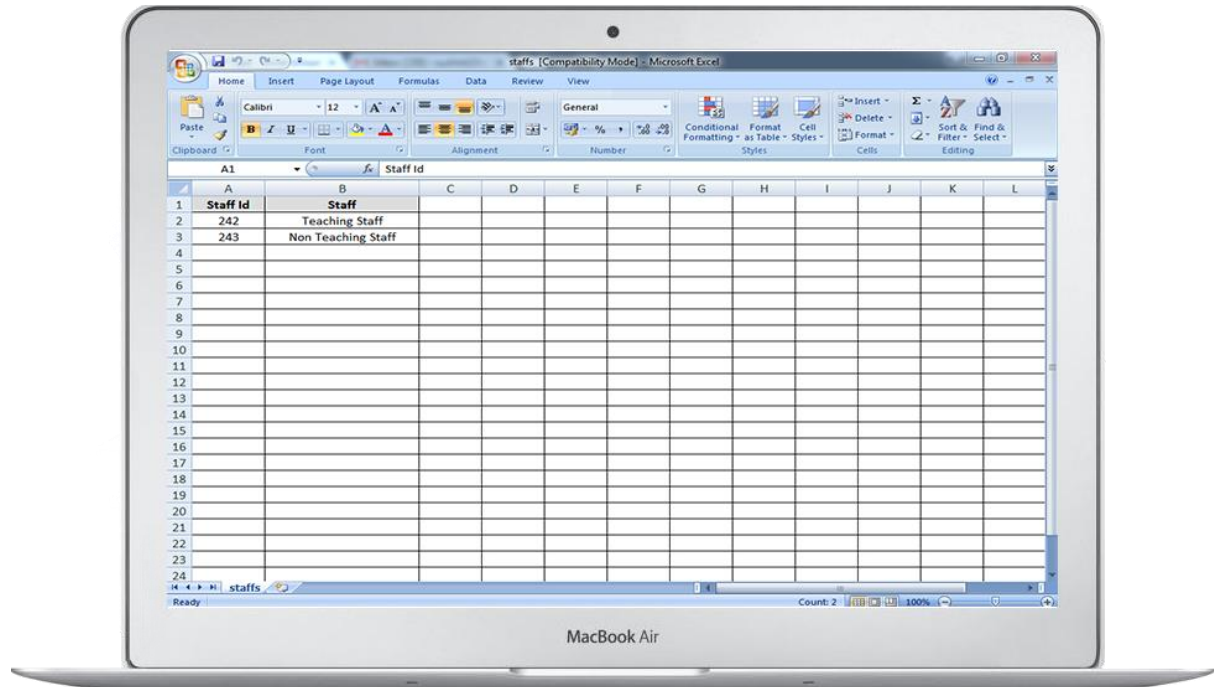 staffs [Compatibility Mode] - Microsoft Excel
Home Insert Page Layout Formulas Data Review View
Paste
Calibri 12 A A
B I U A
General
% ,
Conditional Formatting
Format as Table
Cell Styles
Insert
Delete
Format
Σ
Sort & Filter
Find & Select
Clipboard Font Alignment Number Styles Cells Editing
A1 fx Staff Id
A B C D E F G H I J K L
1 Staff Id Staff
2 242 Teaching Staff
3 243 Non Teaching Staff
4
5
6
7
8
9
10
11
12
13
14
15
16
17
18
19
20
21
22
23
24
staffs
Ready Count: 2 100%
MacBook Air